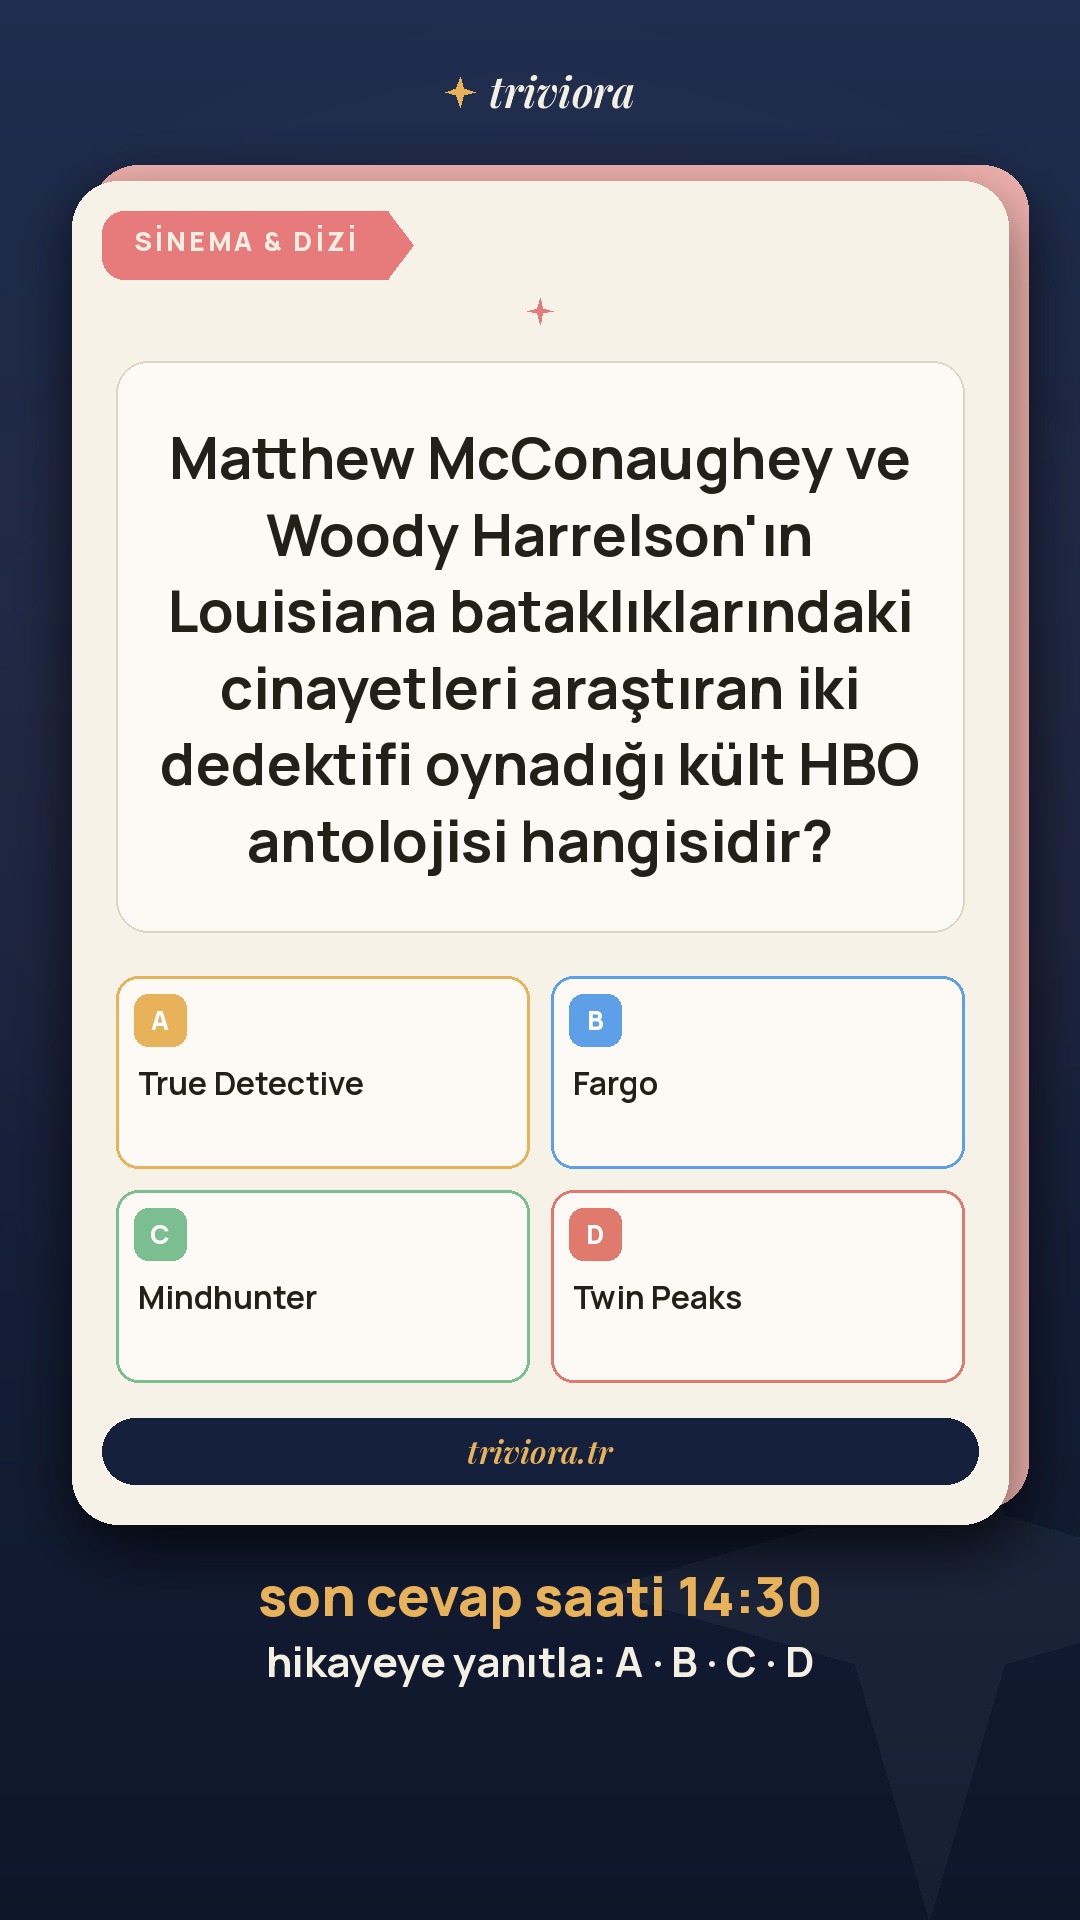 triviora
SİNEMA & DİZİ
Matthew McConaughey ve
Woody Harrelson'ın
Louisiana bataklıklarındaki
cinayetleri araştıran iki
dedektifi oynadığı kült HBO
antolojisi hangisidir?
A
True Detective
B
Fargo
C
Mindhunter
D
Twin Peaks
triviora.tr
son cevap saati 14:30
hikayeye yanıtla: A · B · C · D